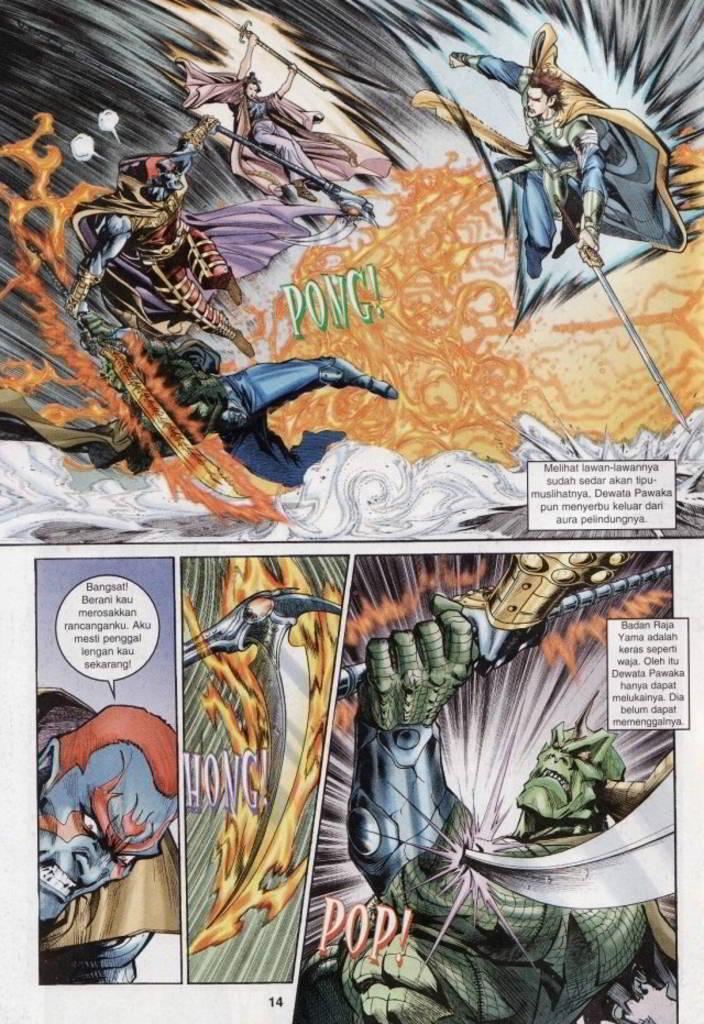 PONG!
Melihat lawan-lawannya
sudah sedar akan tipu-
muslihatnya, Dewata Pawaka
pun menyerbu keluar dari
aura pelindungnya.
Bangsat!
Berani kau
merosakkan
rancanganku. Aku
mesti penggal
lengan kau
sekarang!
HONG!
Badan Raja
Yama adalah
keras seperti
waja. Oleh itu
Dewata Pawaka
hanya dapat
melukainya. Dia
belum dapat
memenggalnya.
POP!
14